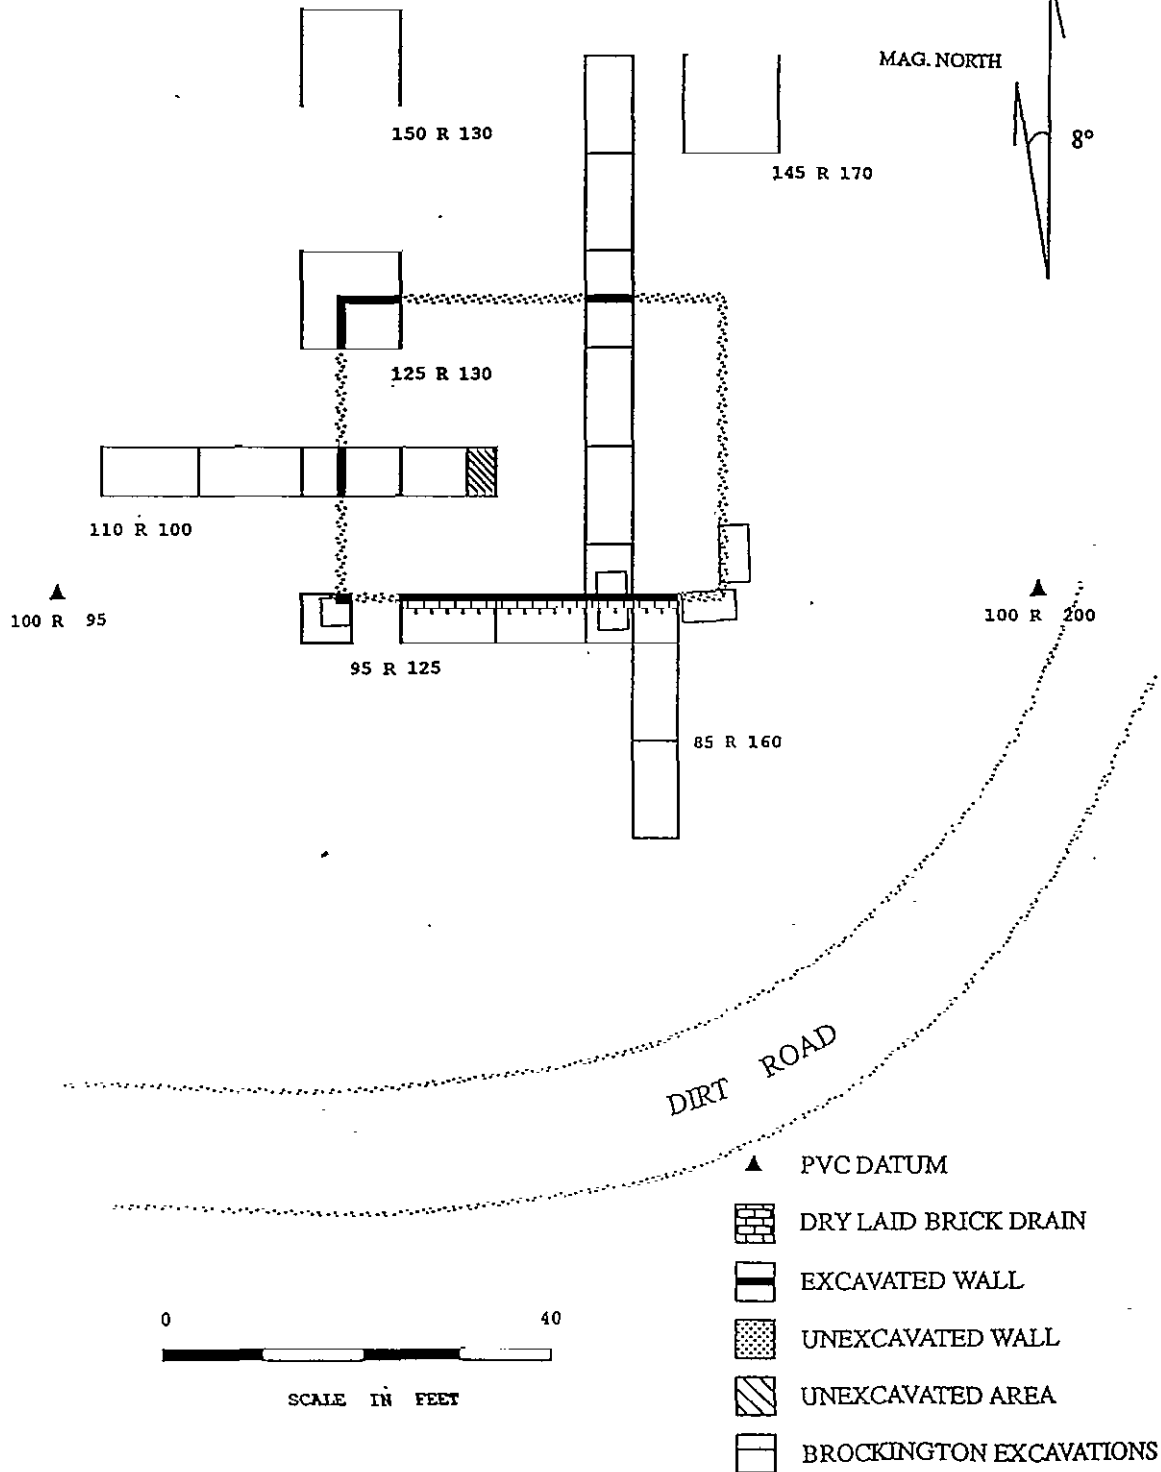 MAG. NORTH
8°
150 R 130
145 R 170
125 R 130
110 R 100
100 R 95
100 R 200
95 R 125
85 R 160
DIRT ROAD
PVC DATUM
DRY LAID BRICK DRAIN
EXCAVATED WALL
UNEXCAVATED WALL
UNEXCAVATED AREA
BROCKINGTON EXCAVATIONS
0 40
SCALE IN FEET